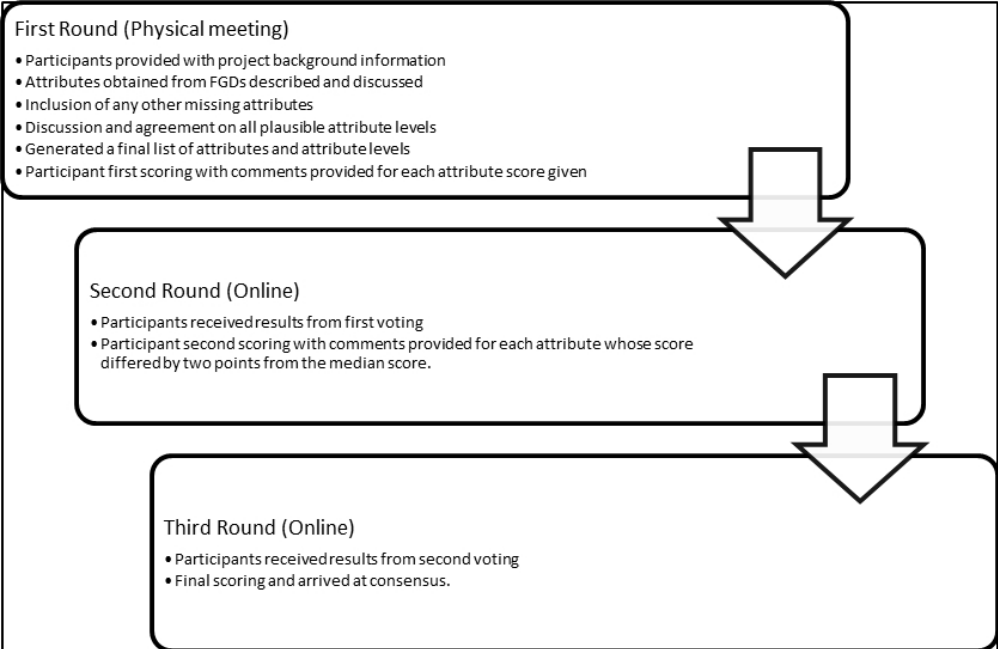 First Round (Physical meeting)
• Participants provided with project background information
• Attributes obtained from FGDs described and discussed
• Inclusion of any other missing attributes
• Discussion and agreement on all plausible attribute levels
• Generated a final list of attributes and attribute levels
• Participant first scoring with comments provided for each attribute score given
Second Round (Online)
• Participants received results from first voting
• Participant second scoring with comments provided for each attribute whose score
differed by two points from the median score.
Third Round (Online)
• Participants received results from second voting
• Final scoring and arrived at consensus.